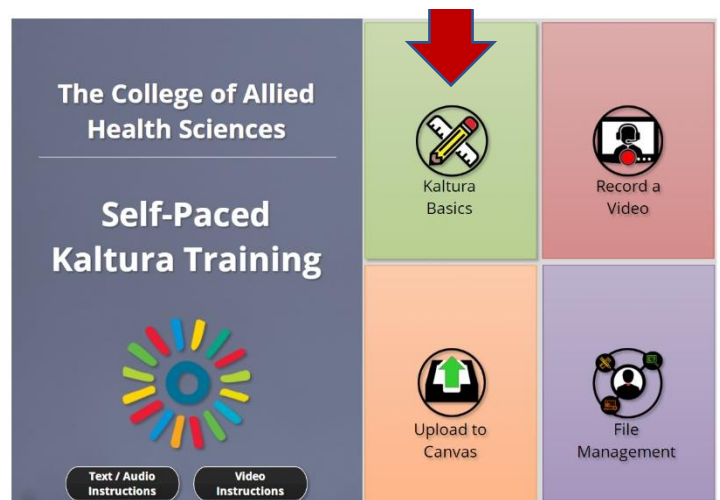 The College of Allied
Health Sciences
Self-Paced
Kaltura Training
Text / Audio
Instructions
Video
Instructions
Kaltura
Basics
Record a
Video
Upload to
Canvas
File
Management